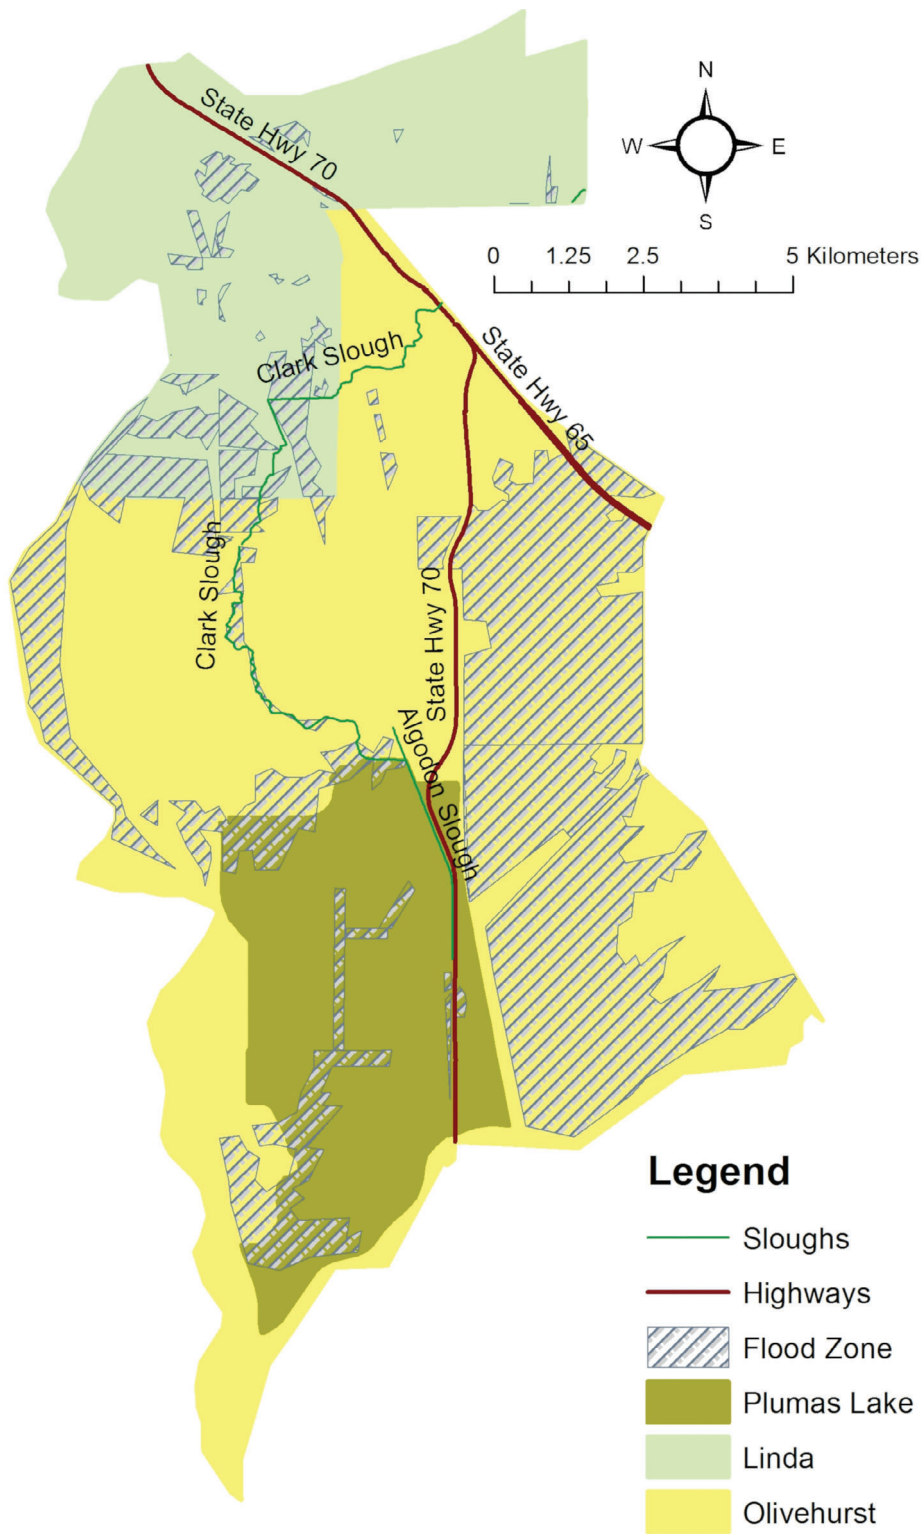 State Hwy 70
N
W E
S
0 1.25 2.5 5 Kilometers
Clark Slough
State Hwy 65
Clark Slough
State Hwy 70
Algodon Slough
Legend
Sloughs
Highways
Flood Zone
Plumas Lake
Linda
Olivehurst